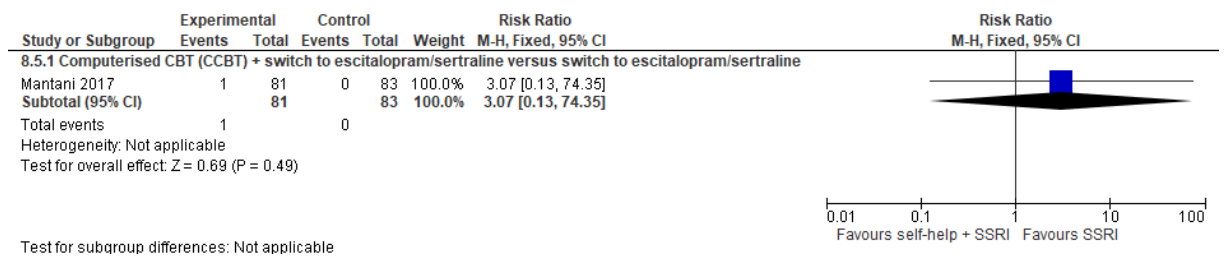 Experimental Control Risk Ratio Risk Ratio
Study or Subgroup Events Total Events Total Weight M-H, Fixed, 95% CI M-H, Fixed, 95% CI
8.5.1 Computerised CBT (CCBT) + switch to escitalopram/sertraline versus switch to escitalopram/sertraline
Mantani 2017 1 81 0 83 100.0% 3.07 [0.13, 74.35]
Subtotal (95% CI) 81 83 100.0% 3.07 [0.13, 74.35]
Total events 1 0
Heterogeneity: Not applicable
Test for overall effect: Z = 0.69 (P = 0.49)
0.01 0.1 1 10 100
Favours self-help + SSRI Favours SSRI
Test for subgroup differences: Not applicable